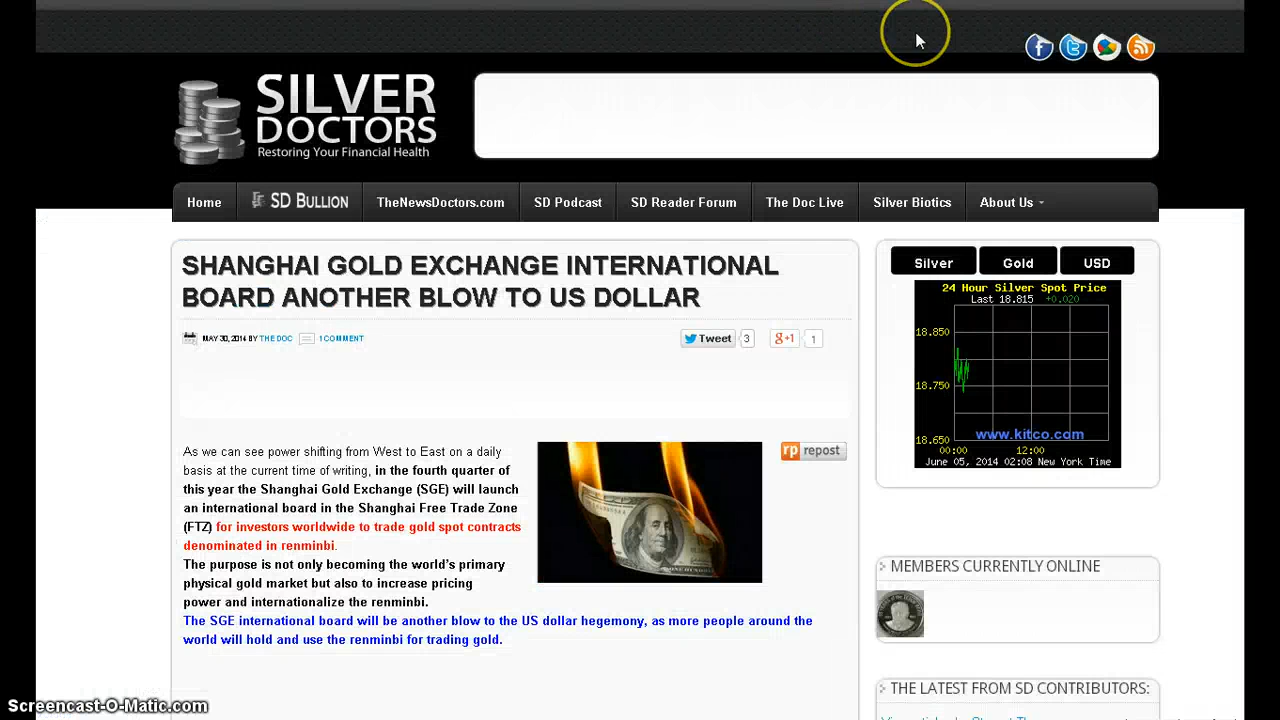 SILVER
DOCTORS
Restoring Your Financial Health
Home
SD BULLION
TheNewsDoctors.com
SD Podcast
SD Reader Forum
The Doc Live
Silver Biotics
About Us
SHANGHAI GOLD EXCHANGE INTERNATIONAL
BOARD ANOTHER BLOW TO US DOLLAR
MAY 30, 2014 BY THE DOC 1 COMMENT
Tweet 3
g+1 1
As we can see power shifting from West to East on a daily
basis at the current time of writing, in the fourth quarter of
this year the Shanghai Gold Exchange (SGE) will launch
an international board in the Shanghai Free Trade Zone
(FTZ) for investors worldwide to trade gold spot contracts
denominated in renminbi.
The purpose is not only becoming the world's primary
physical gold market but also to increase pricing
power and internationalize the renminbi.
The SGE international board will be another blow to the US dollar hegemony, as more people around the
world will hold and use the renminbi for trading gold.
rp repost
Silver
Gold
USD
24 Hour Silver Spot Price
Last 18.815 +0.020
18.850
18.750
18.650
www.kitco.com
00:00 12:00
June 05, 2014 02:08 New York Time
MEMBERS CURRENTLY ONLINE
THE LATEST FROM SD CONTRIBUTORS:
Screencast-O-Matic.com